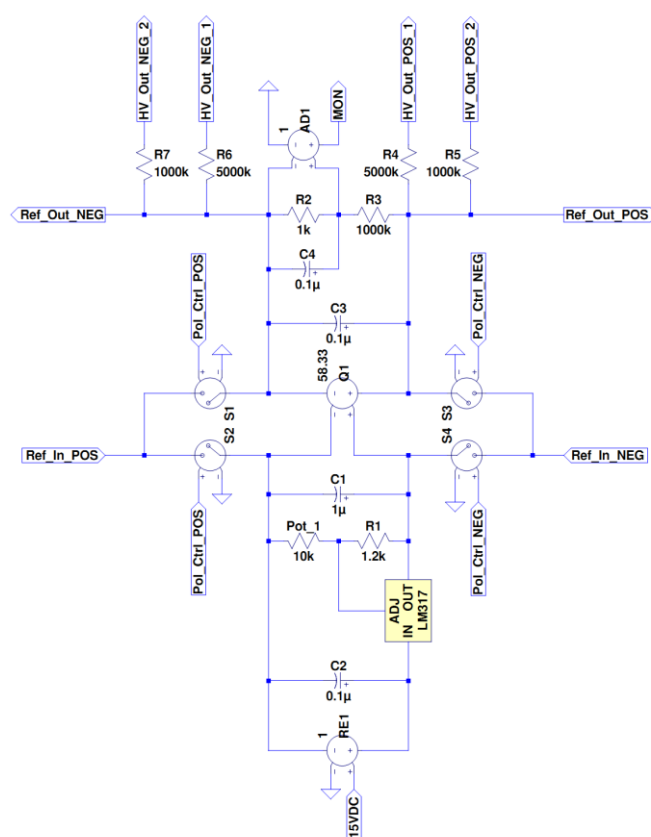 HV_Out_NEG_2
HV_Out_NEG_1
HV_Out_POS_1
HV_Out_POS_2
MON
1
AD1
R7
1000k
R6
5000k
R4
5000k
R5
1000k
R2
1k
R3
1000k
Ref_Out_NEG
Ref_Out_POS
C4
0.1µ
Pol_Ctrl_POS
Pol_Ctrl_NEG
C3
0.1µ
58.33
Q1
S1
S3
S2
S4
Ref_In_POS
Ref_In_NEG
C1
1µ
Pol_Ctrl_POS
Pol_Ctrl_NEG
Pot_1
10k
R1
1.2k
ADJ
IN OUT
LM317
C2
0.1µ
1
RE1
15VDC